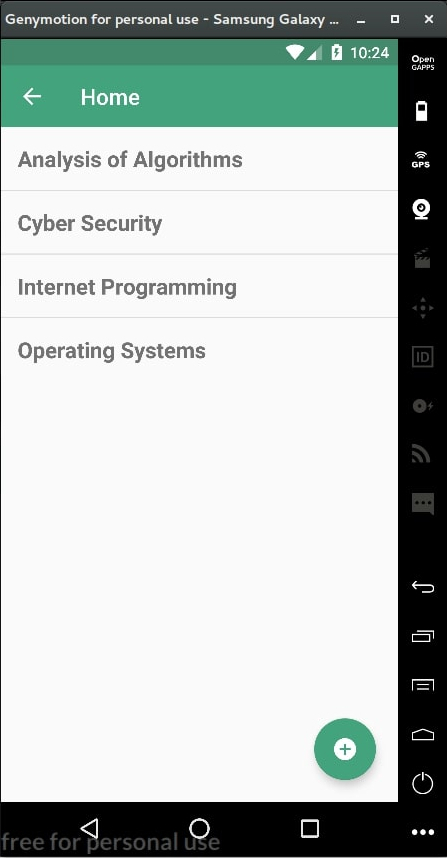 Genymotion for personal use - Samsung Galaxy ...
10:24
Open
GAPPS
Home
GPS
Analysis of Algorithms
Cyber Security
Internet Programming
ID
Operating Systems
free for personal use